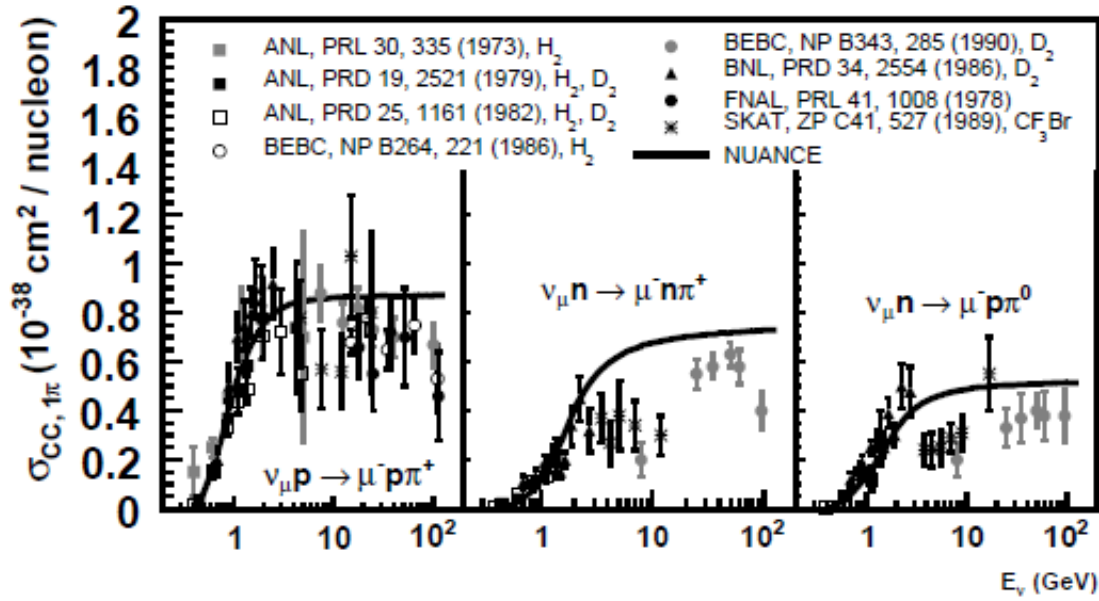 σCC, 1π (10⁻³⁸ cm² / nucleon)
2
1.8
1.6
1.4
1.2
1
0.8
0.6
0.4
0.2
0
ANL, PRL 30, 335 (1973), H₂
ANL, PRD 19, 2521 (1979), H₂, D₂
ANL, PRD 25, 1161 (1982), H₂, D₂
BEBC, NP B264, 221 (1986), H₂
BEBC, NP B343, 285 (1990), D₂
BNL, PRD 34, 2554 (1986), D₂
FNAL, PRL 41, 1008 (1978)
SKAT, ZP C41, 527 (1989), CF₃Br
NUANCE
νμp → μ⁻pπ⁺
νμn → μ⁻nπ⁺
νμn → μ⁻pπ⁰
1 10 10² 1 10 10² 1 10 10²
Eν (GeV)